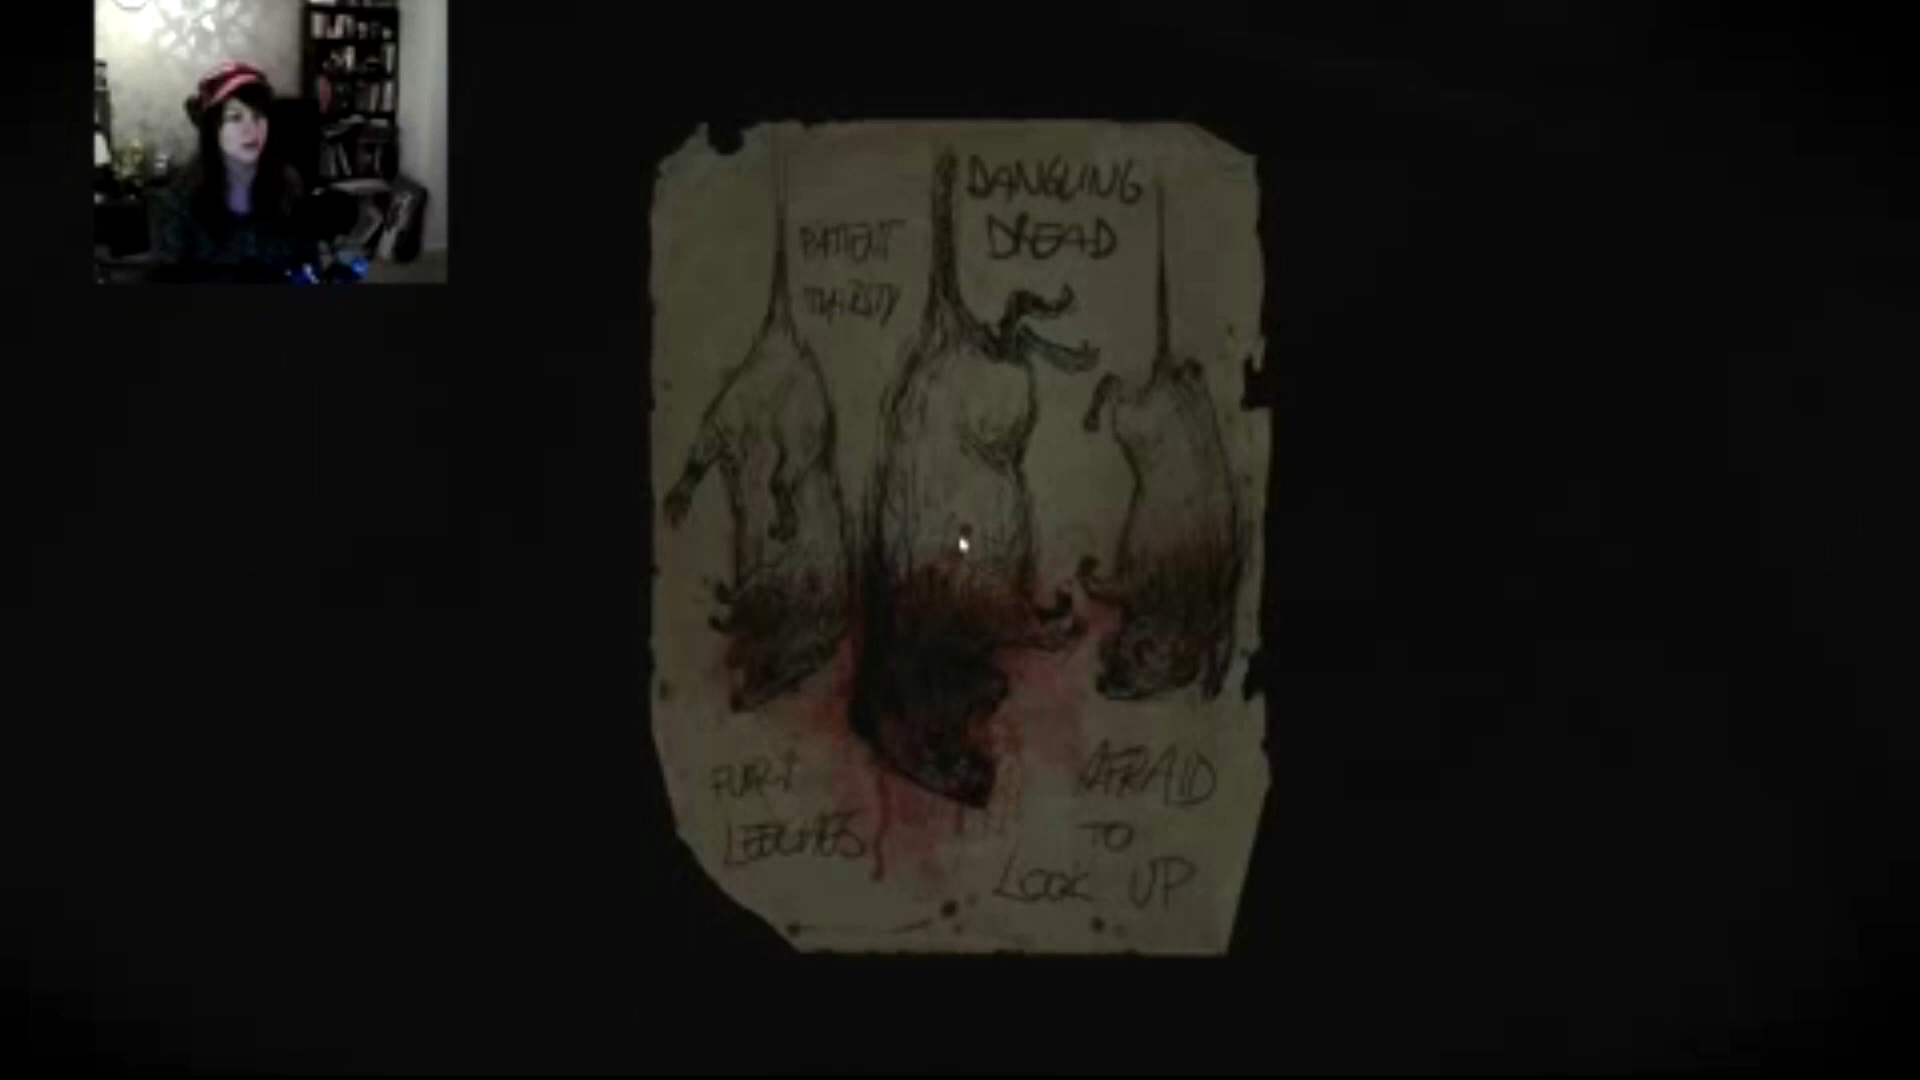 DANGLING
DREAD
PATIENT
THIRSTY
FURRY
LEECHES
AFRAID
TO
LOOK UP